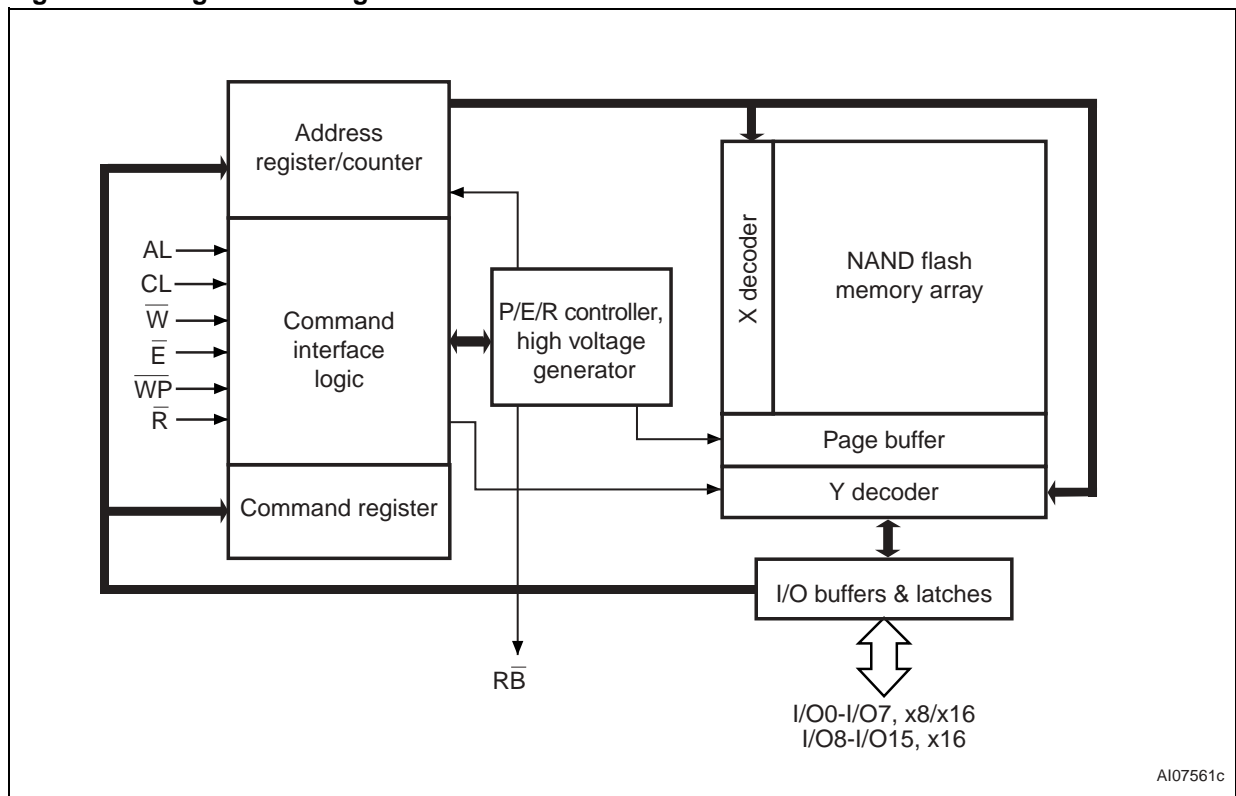 Address
register/counter
AL
CL
W̅
E̅
W̅P̅
R̅
Command
interface
logic
Command register
P/E/R controller,
high voltage
generator
RB̅
X decoder
NAND flash
memory array
Page buffer
Y decoder
I/O buffers & latches
I/O0-I/O7, x8/x16
I/O8-I/O15, x16
AI07561c